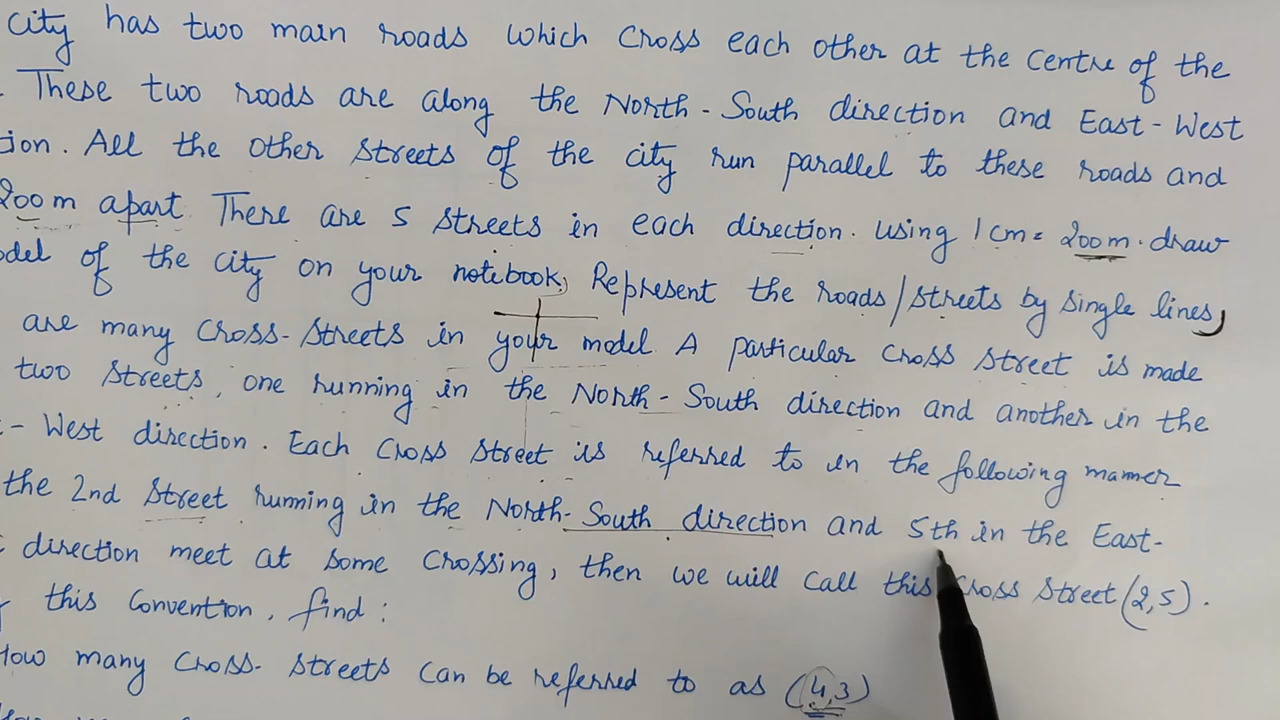 city has two main roads which cross each other at the centre of the
. These two roads are along the North-South direction and East-West
ion. All the other streets of the city run parallel to these roads and
200m apart There are 5 streets in each direction. using 1cm = 200m. draw
odel of the city on your notebook, Represent the roads/streets by single lines,
are many cross-streets in your model. A particular cross street is made
two streets, one running in the North-South direction and another in the
- West direction. Each cross street is referred to in the following manner
the 2nd street running in the North-South direction and 5th in the East-
direction meet at some crossing, then we will call this cross street (2,5).
this convention, find:
How many cross-streets can be referred to as (4,3)